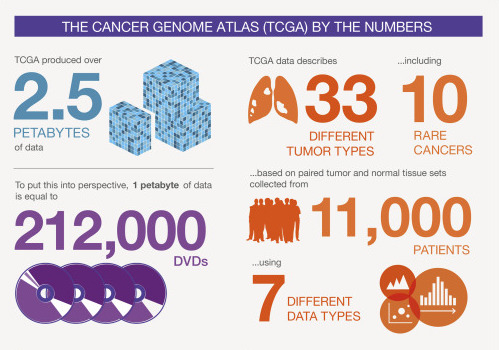 THE CANCER GENOME ATLAS (TCGA) BY THE NUMBERS
TCGA produced over
2.5
PETABYTES
of data
To put this into perspective, 1 petabyte of data
is equal to
212,000
DVDs
TCGA data describes
33
DIFFERENT
TUMOR TYPES
...including
10
RARE
CANCERS
...based on paired tumor and normal tissue sets
collected from
11,000
PATIENTS
...using
7
DIFFERENT
DATA TYPES